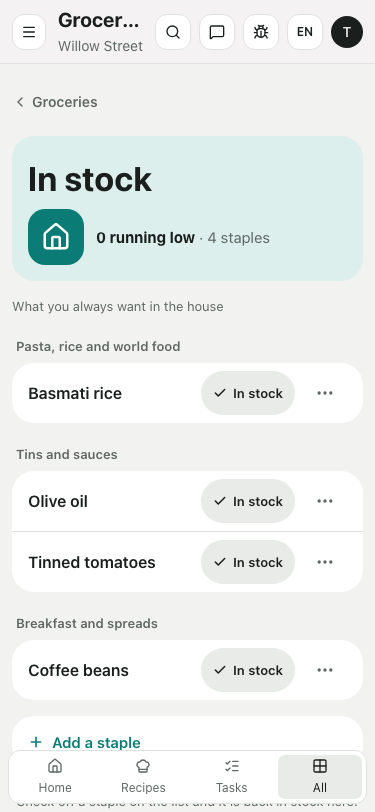 Grocer...
Willow Street
EN
T
Groceries
In stock
0 running low · 4 staples
What you always want in the house
Pasta, rice and world food
Basmati rice
In stock
Tins and sauces
Olive oil
In stock
Tinned tomatoes
In stock
Breakfast and spreads
Coffee beans
In stock
Add a staple
Home
Recipes
Tasks
All